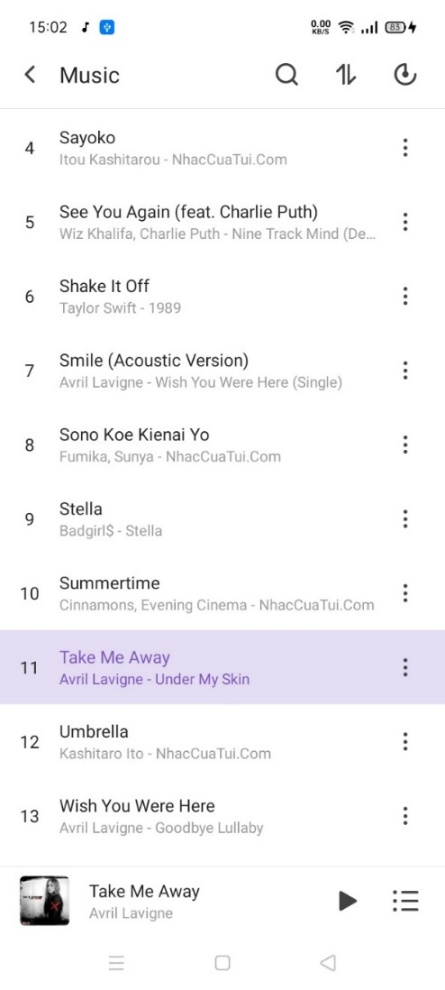 15:02
0.00
KB/S
83
Music
4
Sayoko
Itou Kashitarou - NhacCuaTui.Com
5
See You Again (feat. Charlie Puth)
Wiz Khalifa, Charlie Puth - Nine Track Mind (De...
6
Shake It Off
Taylor Swift - 1989
7
Smile (Acoustic Version)
Avril Lavigne - Wish You Were Here (Single)
8
Sono Koe Kienai Yo
Fumika, Sunya - NhacCuaTui.Com
9
Stella
Badgirl$ - Stella
10
Summertime
Cinnamons, Evening Cinema - NhacCuaTui.Com
11
Take Me Away
Avril Lavigne - Under My Skin
12
Umbrella
Kashitaro Ito - NhacCuaTui.Com
13
Wish You Were Here
Avril Lavigne - Goodbye Lullaby
Take Me Away
Avril Lavigne